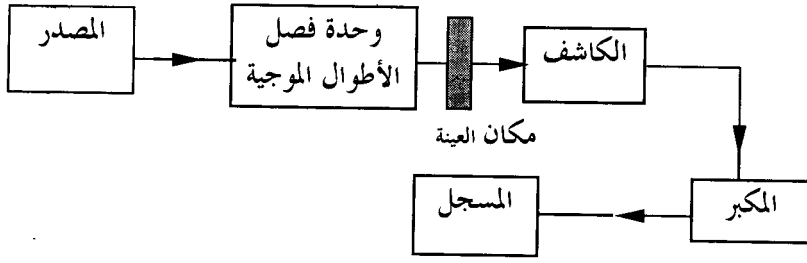 المصدر
وحدة فصل
الأطوال الموجية
مكان العينة
الكاشف
المكبر
المسجل